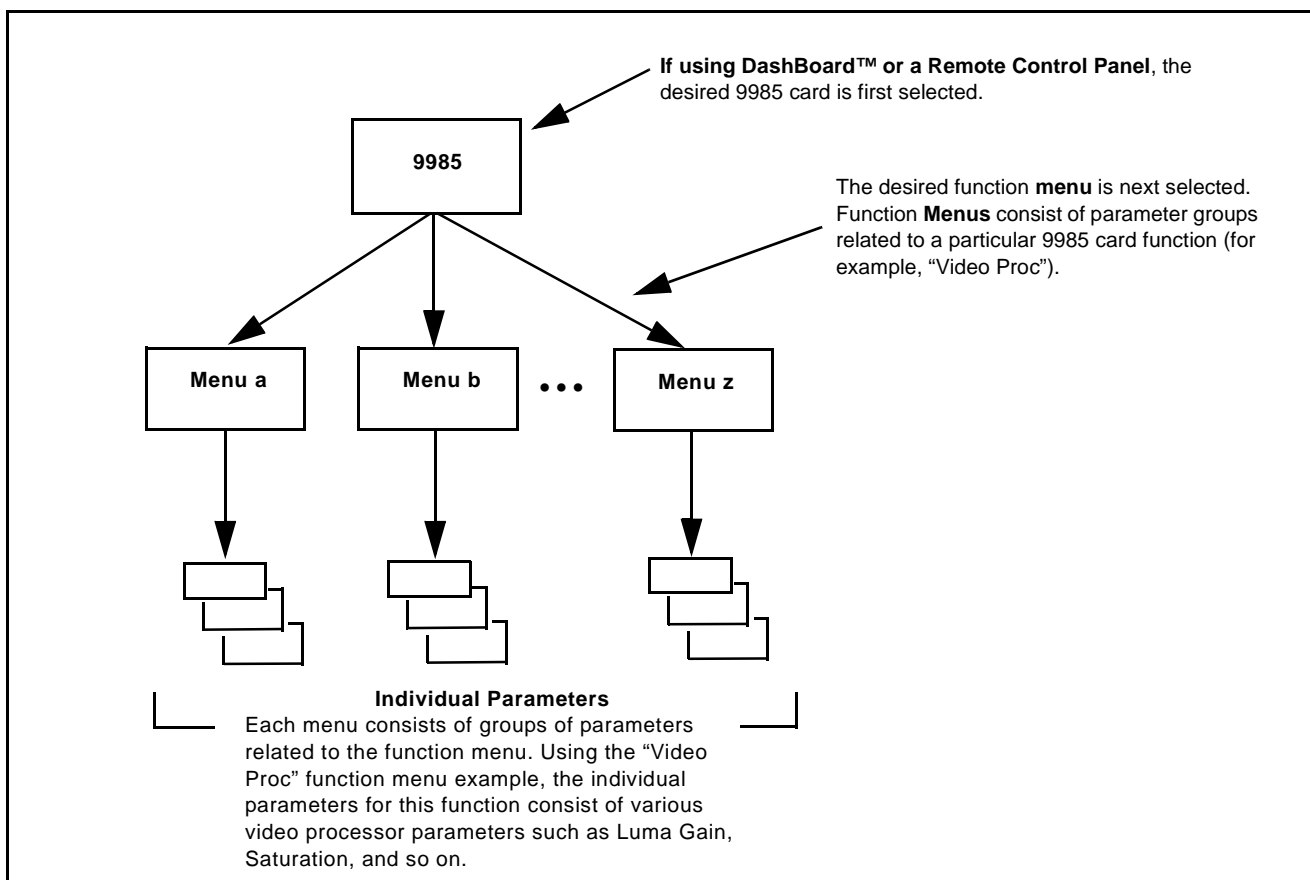 If using DashBoard™ or a Remote Control Panel, the
desired 9985 card is first selected.
9985
The desired function menu is next selected.
Function Menus consist of parameter groups
related to a particular 9985 card function (for
example, “Video Proc”).
Menu a
Menu b
•••
Menu z
Individual Parameters
Each menu consists of groups of parameters
related to the function menu. Using the “Video
Proc” function menu example, the individual
parameters for this function consist of various
video processor parameters such as Luma Gain,
Saturation, and so on.